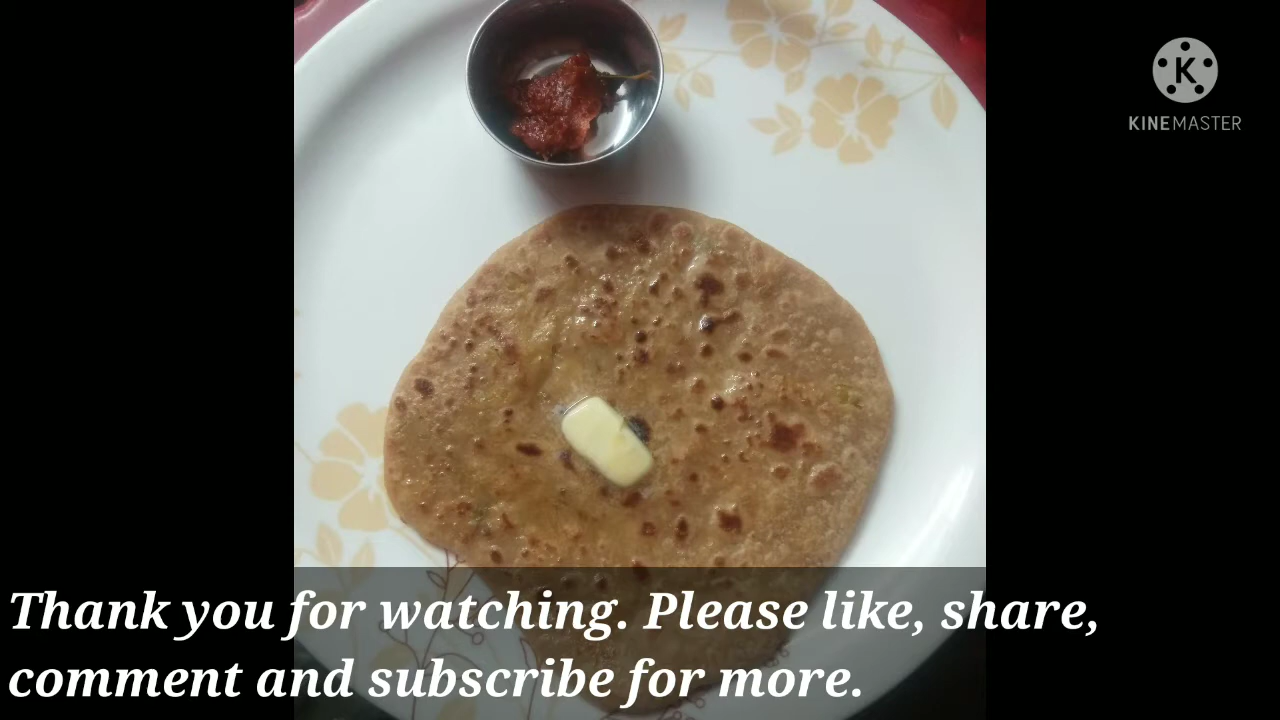 KINEMASTER
Thank you for watching. Please like, share,
comment and subscribe for more.